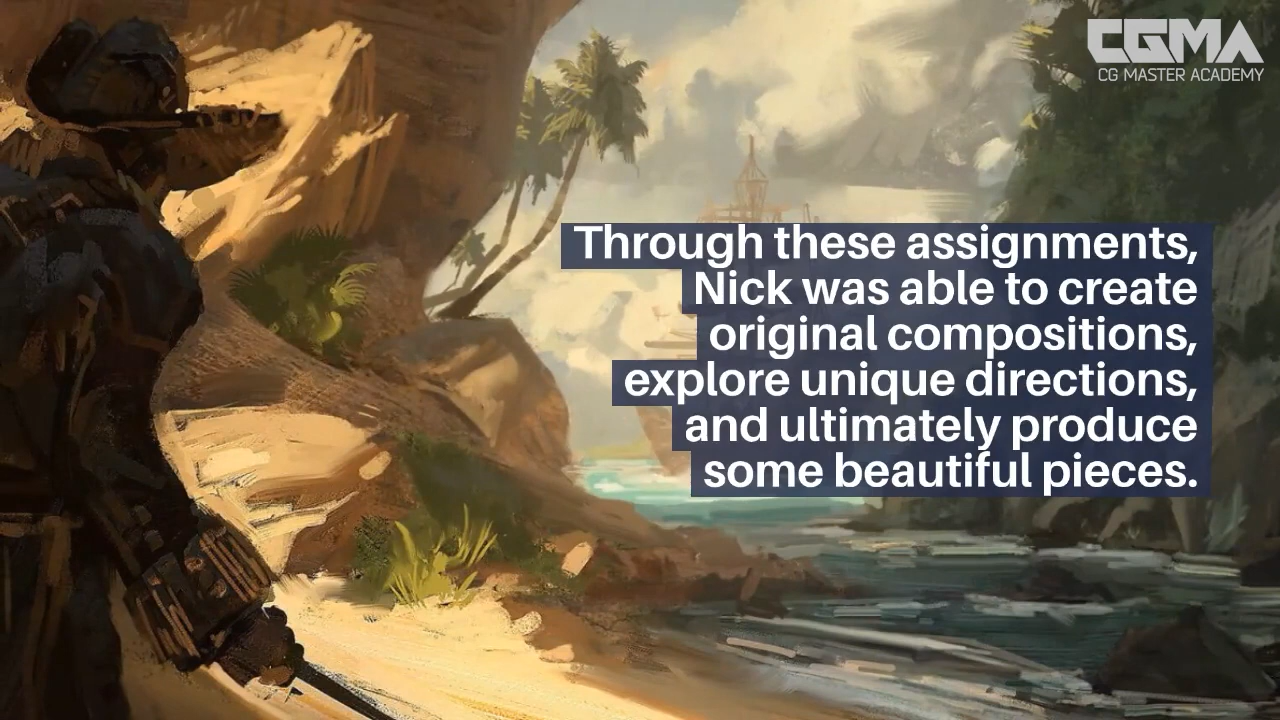 CGMA
CG MASTER ACADEMY
Through these assignments,
Nick was able to create
original compositions,
explore unique directions,
and ultimately produce
some beautiful pieces.